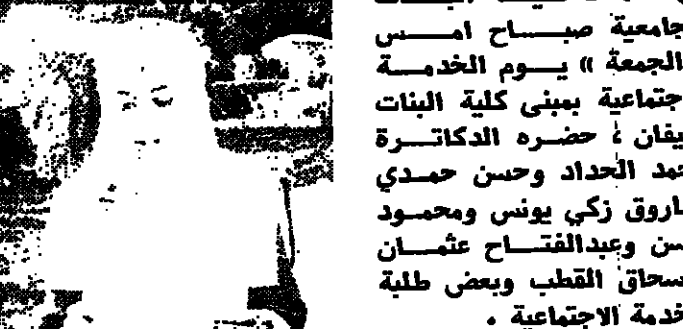 جامعية صباح امس
الجمعة » يوم الخدمة
جتماعية بمبنى كلية البنات
يفان ، حضره الدكاترة
حمد الحداد وحسن حمدي
اروق زكي يونس ومحمود
سن وعبدالفتاح عثمان
سحاق القطب وبعض طلبة
خدمة الاجتماعية .